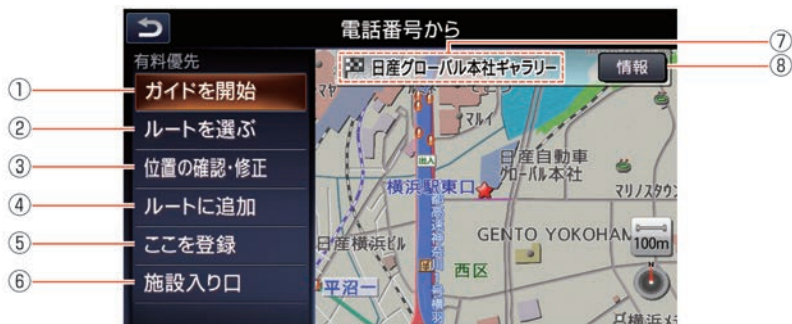 電話番号から
⑦
⑧
有料優先
日産グローバル本社ギャラリー
情報
①
ガイドを開始
②
ルートを選ぶ
③
位置の確認・修正
④
ルートに追加
⑤
ここを登録
⑥
施設入り口
マルイ
出入
日産自動車
グローバル本社
横浜駅東口
マリノスタウン
日産横浜ビル
GENTO YOKOHAM
100m
N
西区
平沼一
横浜